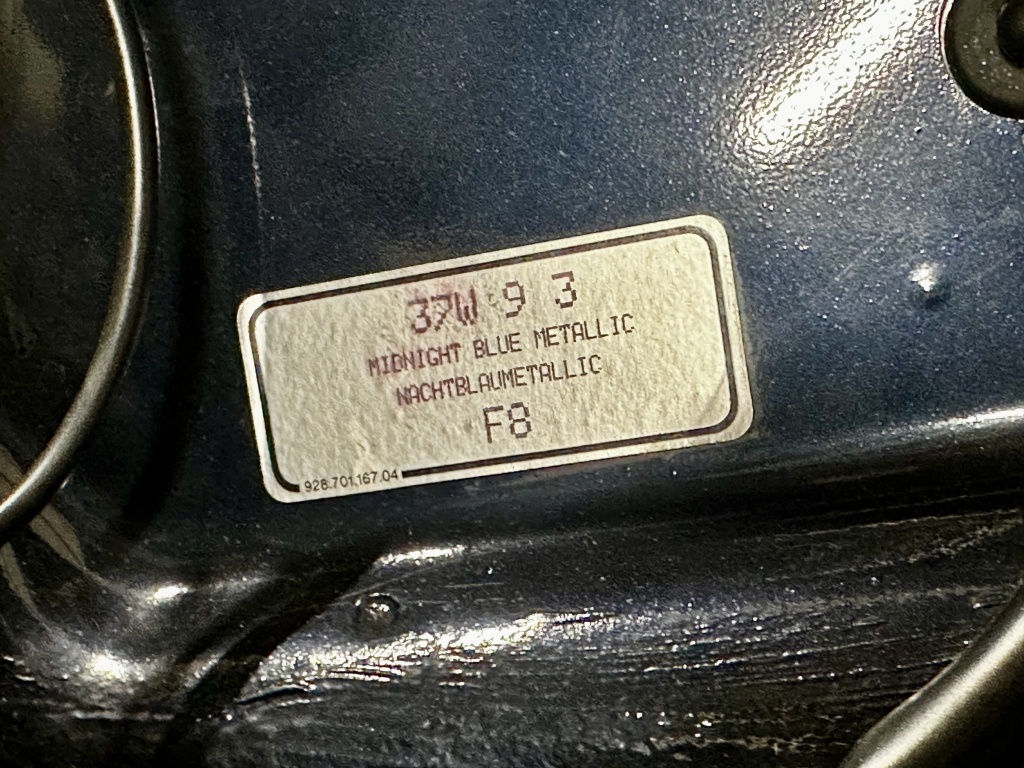 37W 9 3
MIDNIGHT BLUE METALLIC
NACHTBLAUMETALLIC
F8
928.701.167.04